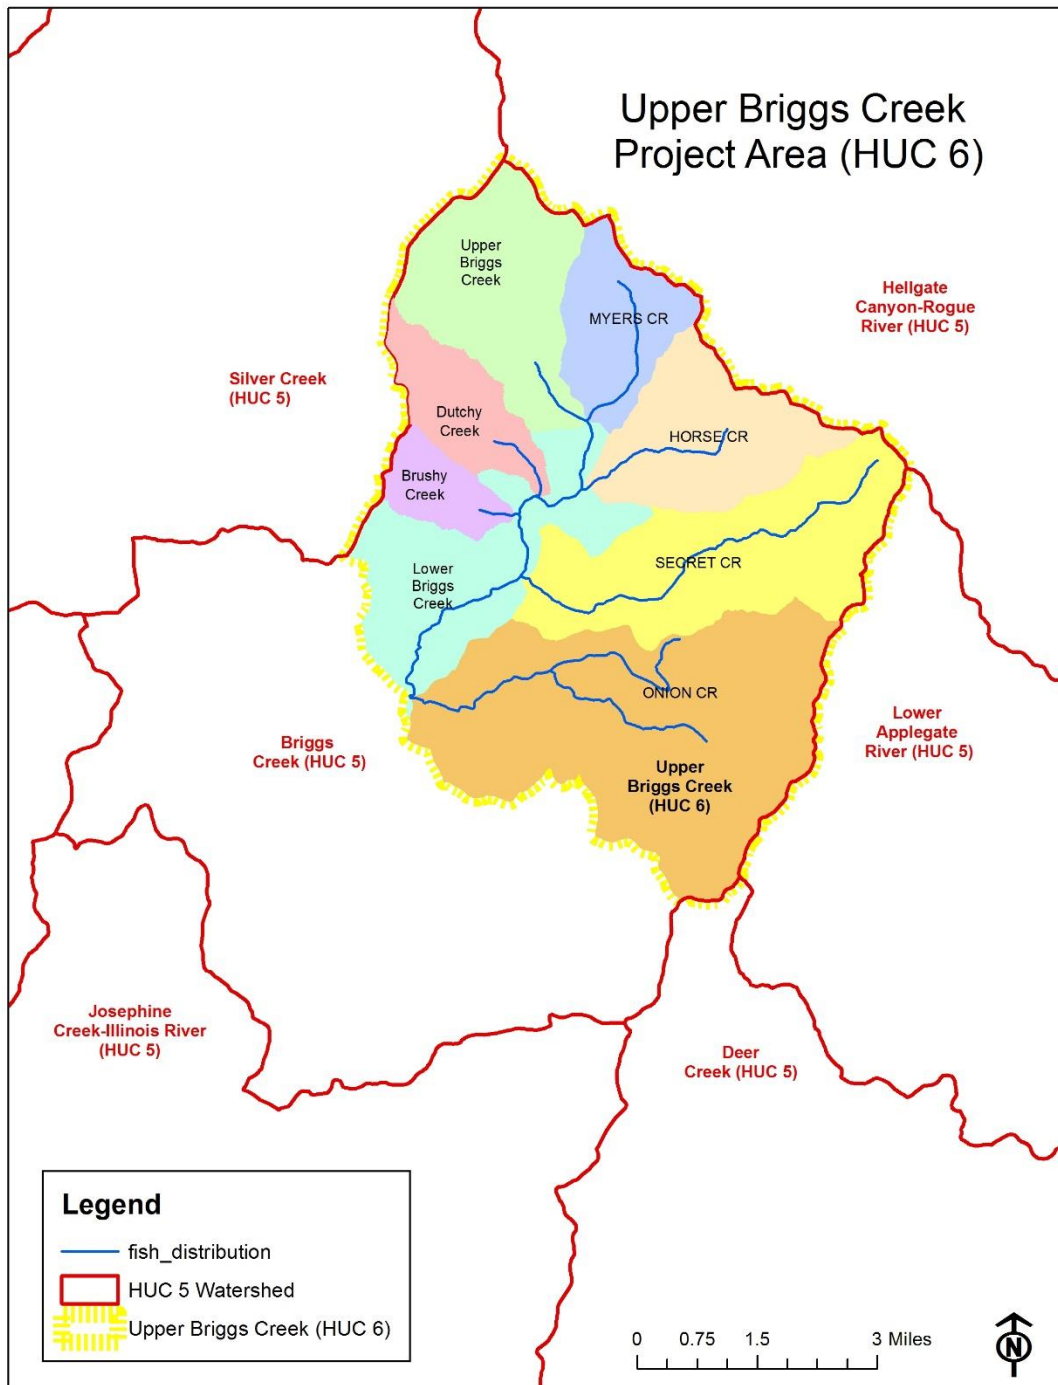 Upper Briggs Creek
Project Area (HUC 6)
Upper
Briggs
Creek
MYERS CR
Hellgate
Canyon-Rogue
River (HUC 5)
Silver Creek
(HUC 5)
Dutchy
Creek
HORSE CR
Brushy
Creek
SECRET CR
Lower
Briggs
Creek
ONION CR
Lower
Applegate
River (HUC 5)
Briggs
Creek (HUC 5)
Upper
Briggs Creek
(HUC 6)
Josephine
Creek-Illinois River
(HUC 5)
Deer
Creek (HUC 5)
Legend
fish_distribution
HUC 5 Watershed
Upper Briggs Creek (HUC 6)
0 0.75 1.5 3 Miles
N